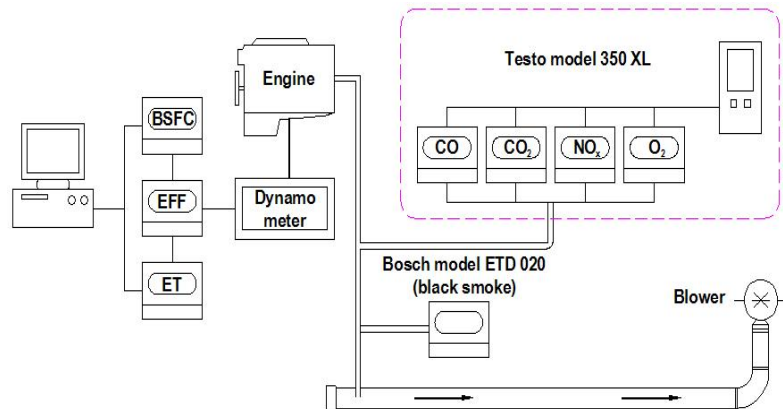 Testo model 350 XL
Engine
BSFC
CO
CO₂
NOₓ
O₂
EFF
Dynamo
meter
ET
Bosch model ETD 020
(black smoke)
Blower